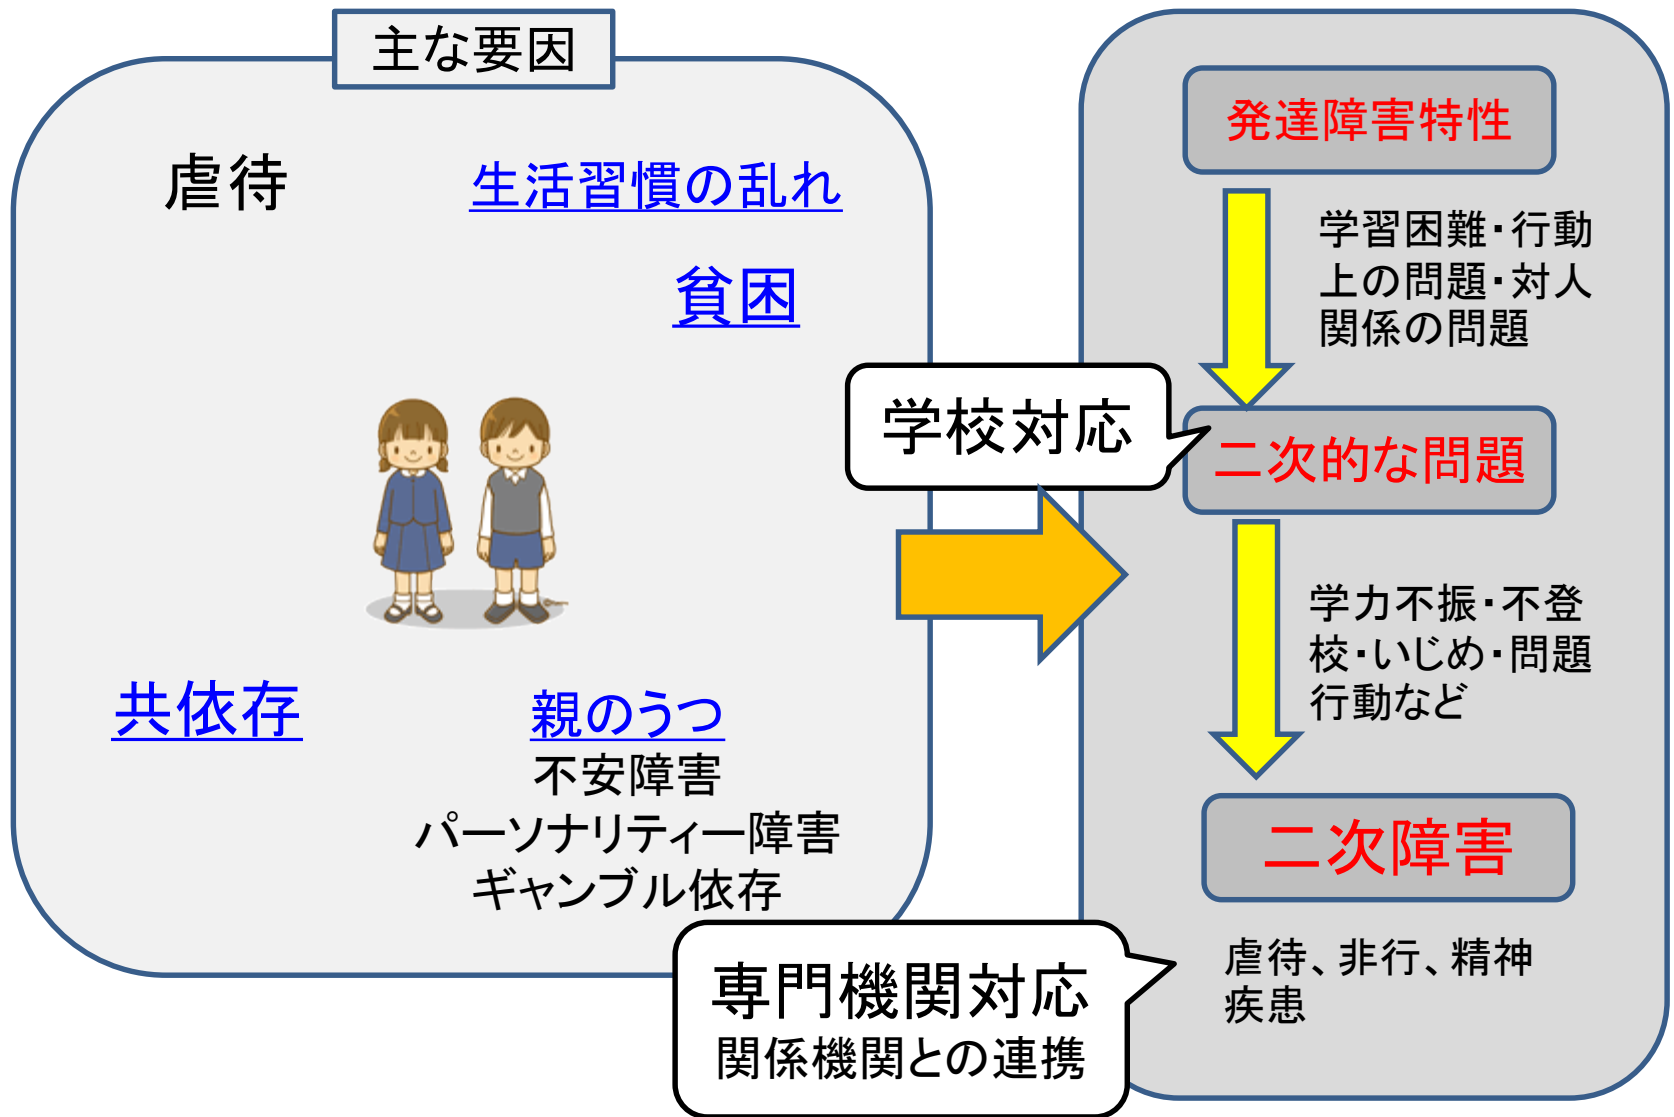 主な要因
虐待
生活習慣の乱れ
貧困
共依存
親のうつ
不安障害
パーソナリティー障害
ギャンブル依存
発達障害特性
学習困難・行動
上の問題・対人
関係の問題
学校対応
二次的な問題
学力不振・不登
校・いじめ・問題
行動など
二次障害
専門機関対応
関係機関との連携
虐待、非行、精神
疾患